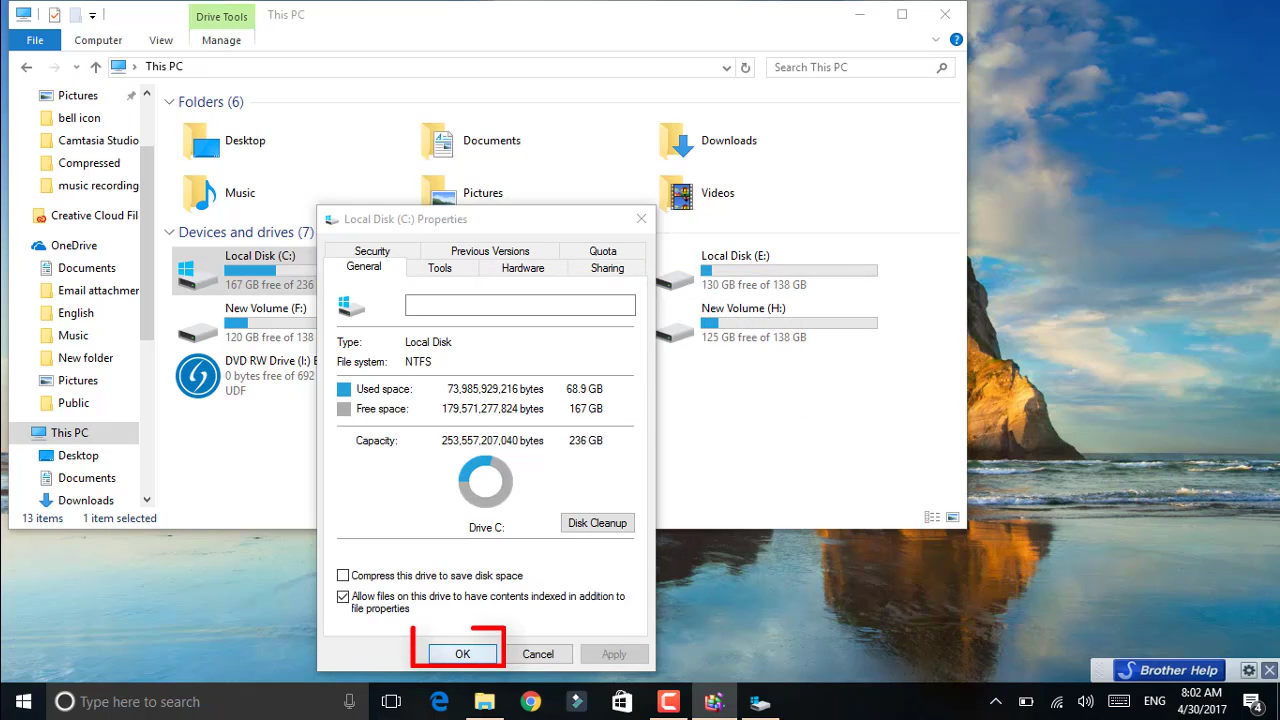 Drive Tools
This PC
File
Computer
View
Manage
This PC
Search This PC
Pictures
bell icon
Camtasia Studio
Compressed
music recording
Creative Cloud Fil
OneDrive
Documents
Email attachmer
English
Music
New folder
Pictures
Public
This PC
Desktop
Documents
Downloads
Folders (6)
Desktop
Documents
Downloads
Music
Pictures
Videos
Devices and drives (7)
Local Disk (C:)
167 GB free of 236
Local Disk (E:)
130 GB free of 138 GB
New Volume (F:)
120 GB free of
New Volume (H:)
125 GB free of 138 GB
DVD RW Drive (I:)
0 bytes free of 692
UDF
13 items
1 item selected
Local Disk (C:) Properties
Security
Previous Versions
Quota
General
Tools
Hardware
Sharing
Type:
Local Disk
File system:
NTFS
Used space:
73,985,929,216 bytes
68.9 GB
Free space:
179,571,277,824 bytes
167 GB
Capacity:
253,557,207,040 bytes
236 GB
Drive C:
Disk Cleanup
Compress this drive to save disk space
Allow files on this drive to have contents indexed in addition to
file properties
OK
Cancel
Apply
Brother Help
Type here to search
ENG
8:02 AM
4/30/2017
4